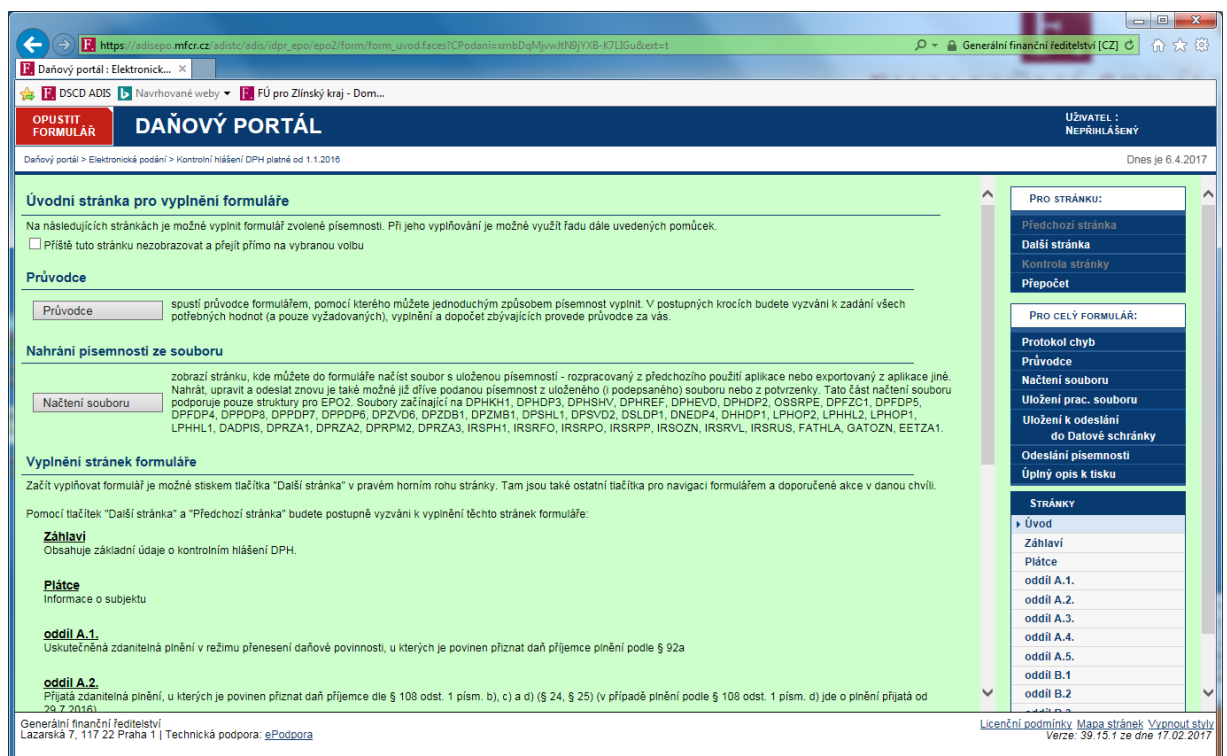 https://adisepo.mfcr.cz/adistc/adis/idpr_epo/epo2/form/form_uvod.faces?CPodani=xmbDqMjvwJtN9jYXB-K7LIGu&ext=t
Generální finanční ředitelství [CZ]
Daňový portál : Elektronick...
DSCD ADIS
Navrhované weby
FÚ pro Zlínský kraj - Dom...
OPUSTIT
FORMULÁŘ
DAŇOVÝ PORTÁL
UŽIVATEL :
NEPŘIHLÁŠENÝ
Daňový portál > Elektronická podání > Kontrolní hlášení DPH platné od 1.1.2016
Dnes je 6.4.2017
Úvodní stránka pro vyplnění formuláře
Na následujících stránkách je možné vyplnit formulář zvolené písemnosti. Při jeho vyplňování je možné využít řadu dále uvedených pomůcek.
Příště tuto stránku nezobrazovat a přejít přímo na vybranou volbu
Průvodce
Průvodce
spustí průvodce formulářem, pomocí kterého můžete jednoduchým způsobem písemnost vyplnit. V postupných krocích budete vyzváni k zadání všech
potřebných hodnot (a pouze vyžadovaných), vyplnění a dopočet zbývajících provede průvodce za vás.
Nahrání písemnosti ze souboru
Načtení souboru
zobrazí stránku, kde můžete do formuláře načíst soubor s uloženou písemností - rozpracovaný z předchozího použití aplikace nebo exportovaný z aplikace jiné.
Nahrát, upravit a odeslat znovu je také možné již dříve podanou písemnost z uloženého (i podepsaného) souboru nebo z potvrzenky. Tato část načtení souboru
podporuje pouze struktury pro EPO2. Soubory začínající na DPHKH1, DPHDP3, DPHSHV, DPHREF, DPHEVD, DPHDP2, OSSRPE, DPFZC1, DPFDP5,
DPFDP4, DPPDP8, DPPDP7, DPPDP6, DPZVD6, DPZDB1, DPZMB1, DPSHL1, DPSVD2, DSLDP1, DNEDP4, DHHDP1, LPHOP2, LPHHL2, LPHOP1,
LPHHL1, DADPIS, DPRZA1, DPRZA2, DPRPM2, DPRZA3, IRSPH1, IRSRFO, IRSRPO, IRSRPP, IRSOZN, IRSRVL, IRSRUS, FATHLA, GATOZN, EETZA1.
Vyplnění stránek formuláře
Začít vyplňovat formulář je možné stiskem tlačítka "Další stránka" v pravém horním rohu stránky. Tam jsou také ostatní tlačítka pro navigaci formulářem a doporučené akce v danou chvíli.
Pomocí tlačítek "Další stránka" a "Předchozí stránka" budete postupně vyzváni k vyplnění těchto stránek formuláře:
Záhlaví
Obsahuje základní údaje o kontrolním hlášení DPH.
Plátce
Informace o subjektu
oddíl A.1.
Uskutečněná zdanitelná plnění v režimu přenesení daňové povinnosti, u kterých je povinen přiznat daň příjemce plnění podle § 92a
oddíl A.2.
Přijatá zdanitelná plnění, u kterých je povinen přiznat daň příjemce dle § 108 odst. 1 písm. b), c) a d) (§ 24, § 25) (v případě plnění podle § 108 odst. 1 písm. d) jde o plnění přijatá od
29.7.2016)
PRO STRÁNKU:
Předchozí stránka
Další stránka
Kontrola stránky
Přepočet
PRO CELÝ FORMULÁŘ:
Protokol chyb
Průvodce
Načtení souboru
Uložení prac. souboru
Uložení k odeslání
do Datové schránky
Odeslání písemnosti
Úplný opis k tisku
STRÁNKY
Úvod
Záhlaví
Plátce
oddíl A.1.
oddíl A.2.
oddíl A.3.
oddíl A.4.
oddíl A.5.
oddíl B.1
oddíl B.2
oddíl B.3
Generální finanční ředitelství
Lazarská 7, 117 22 Praha 1 | Technická podpora: ePodpora
Licenční podmínky Mapa stránek Vypnout styly
Verze: 39.15.1 ze dne 17.02.2017